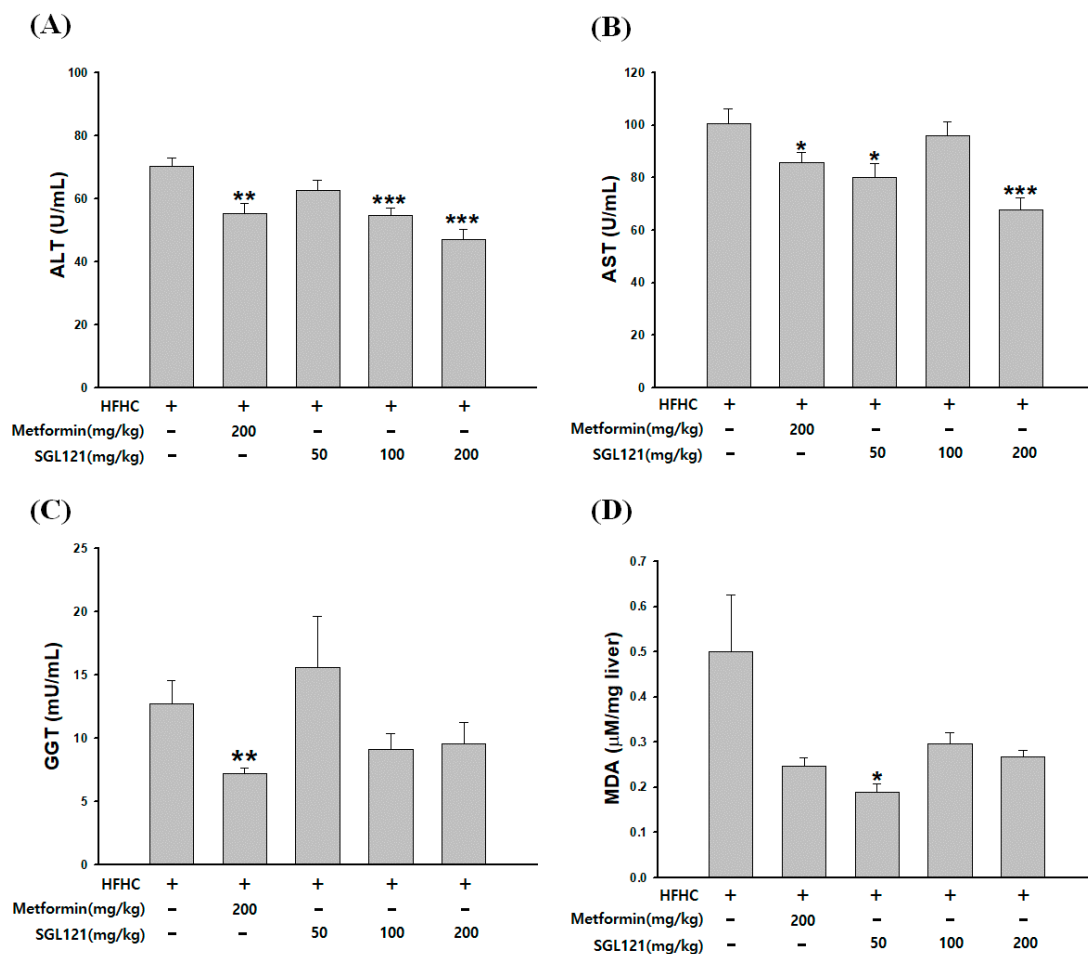 (A)
ALT (U/mL)
100
80
60
40
20
0
** *** ***
HFHC + + + + +
Metformin(mg/kg) – 200 – – –
SGL121(mg/kg) – – 50 100 200
(B)
AST (U/mL)
120
100
80
60
40
20
0
* * ***
HFHC + + + + +
Metformin(mg/kg) – 200 – – –
SGL121(mg/kg) – – 50 100 200
(C)
GGT (mU/mL)
25
20
15
10
5
0
**
HFHC + + + + +
Metformin(mg/kg) – 200 – – –
SGL121(mg/kg) – – 50 100 200
(D)
MDA (μM/mg liver)
0.7
0.6
0.5
0.4
0.3
0.2
0.1
0.0
*
HFHC + + + + +
Metformin(mg/kg) – 200 – – –
SGL121(mg/kg) – – 50 100 200